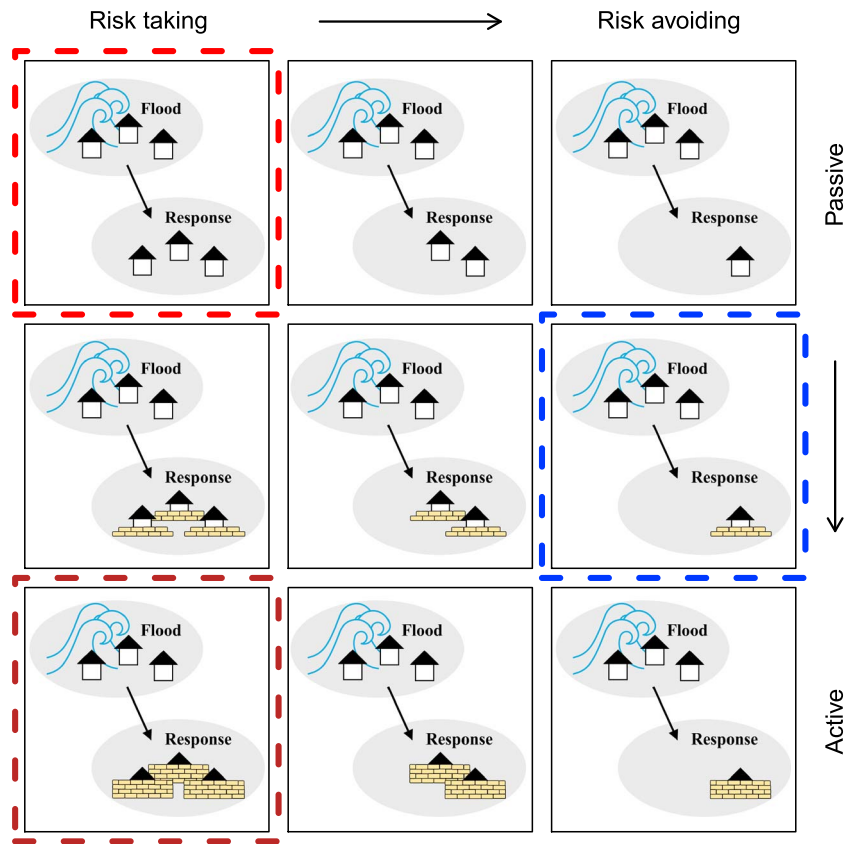 Risk taking
Risk avoiding
Flood
Response
Flood
Response
Flood
Response
Passive
Flood
Response
Flood
Response
Flood
Response
Flood
Response
Flood
Response
Flood
Response
Active